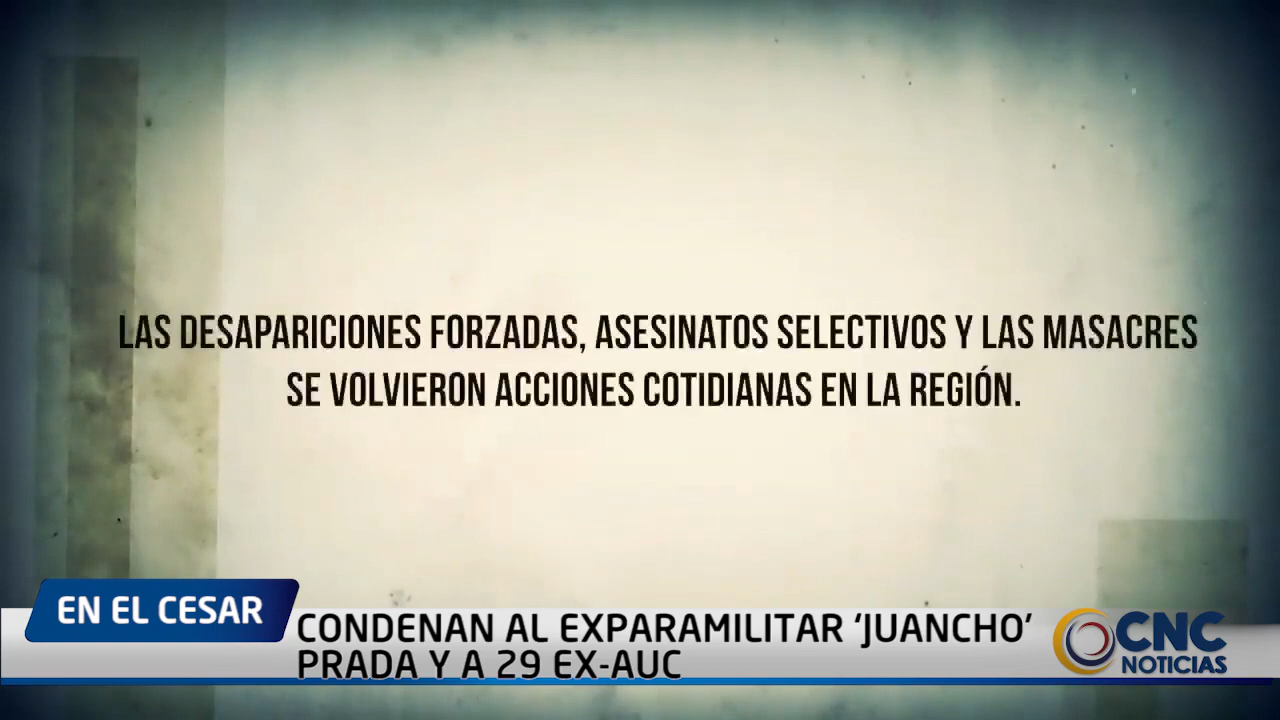 LAS DESAPARICIONES FORZADAS, ASESINATOS SELECTIVOS Y LAS MASACRES
SE VOLVIERON ACCIONES COTIDIANAS EN LA REGIÓN.
EN EL CESAR
CONDENAN AL EXPARAMILITAR ‘JUANCHO’
PRADA Y A 29 EX-AUC
CNC
NOTICIAS